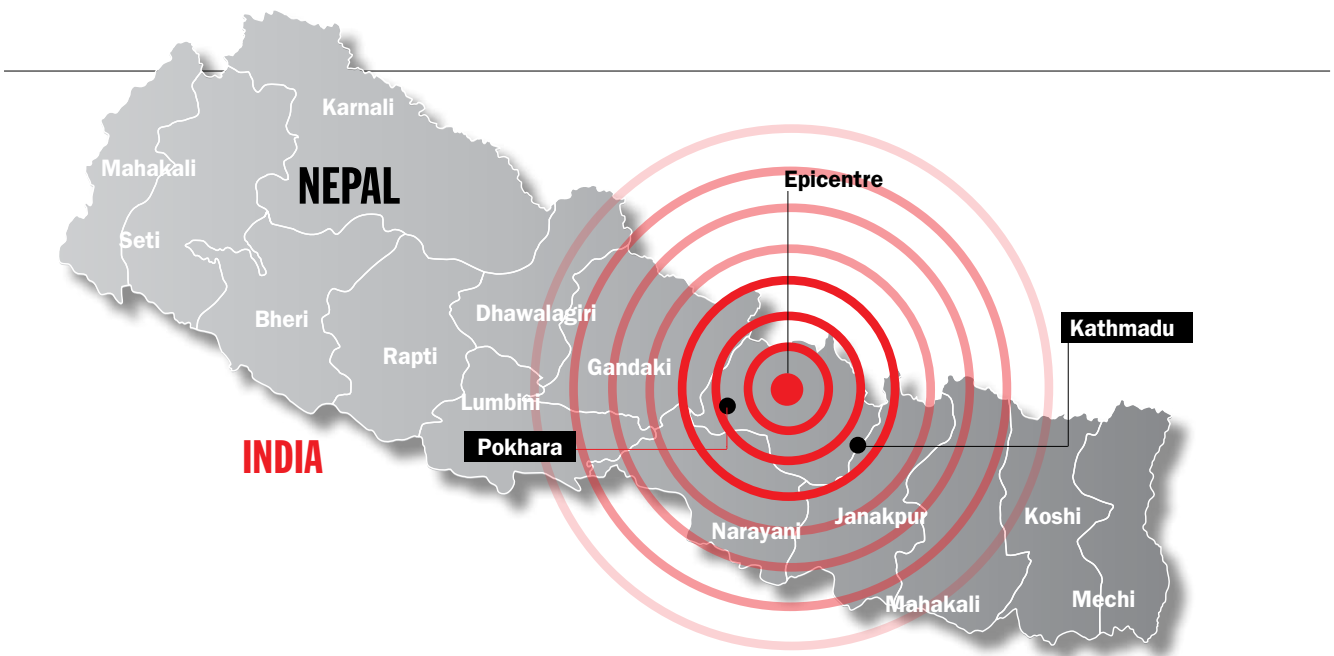 Karnali
Mahakali
NEPAL
Epicentre
Seti
Dhawalagiri
Bheri
Kathmadu
Rapti
Gandaki
Lumbini
Pokhara
INDIA
Narayani
Janakpur
Koshi
Mahakali
Mechi